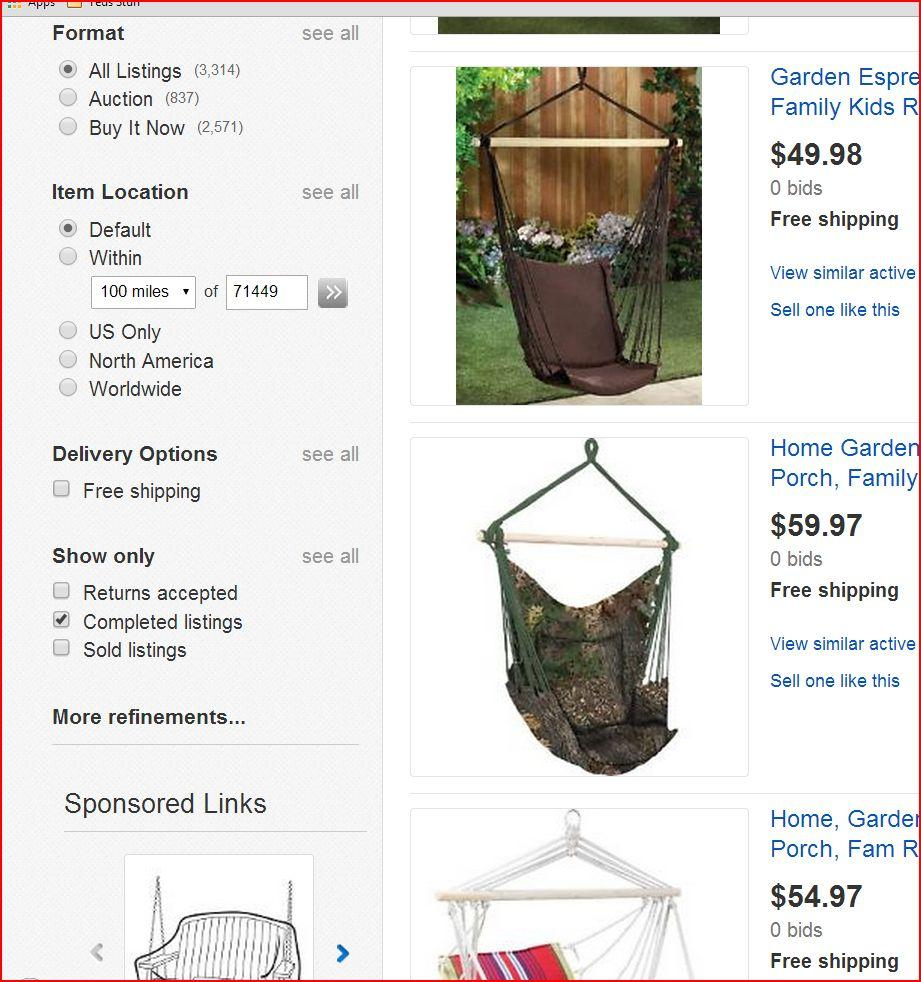 Apps Teds Stuff
Format see all
All Listings (3,314)
Auction (837)
Buy It Now (2,571)
Item Location see all
Default
Within
100 miles of 71449
US Only
North America
Worldwide
Delivery Options see all
Free shipping
Show only see all
Returns accepted
Completed listings
Sold listings
More refinements...
Sponsored Links
Garden Espre
Family Kids R
$49.98
0 bids
Free shipping
View similar active
Sell one like this
Home Garden
Porch, Family
$59.97
0 bids
Free shipping
View similar active
Sell one like this
Home, Garden
Porch, Fam R
$54.97
0 bids
Free shipping